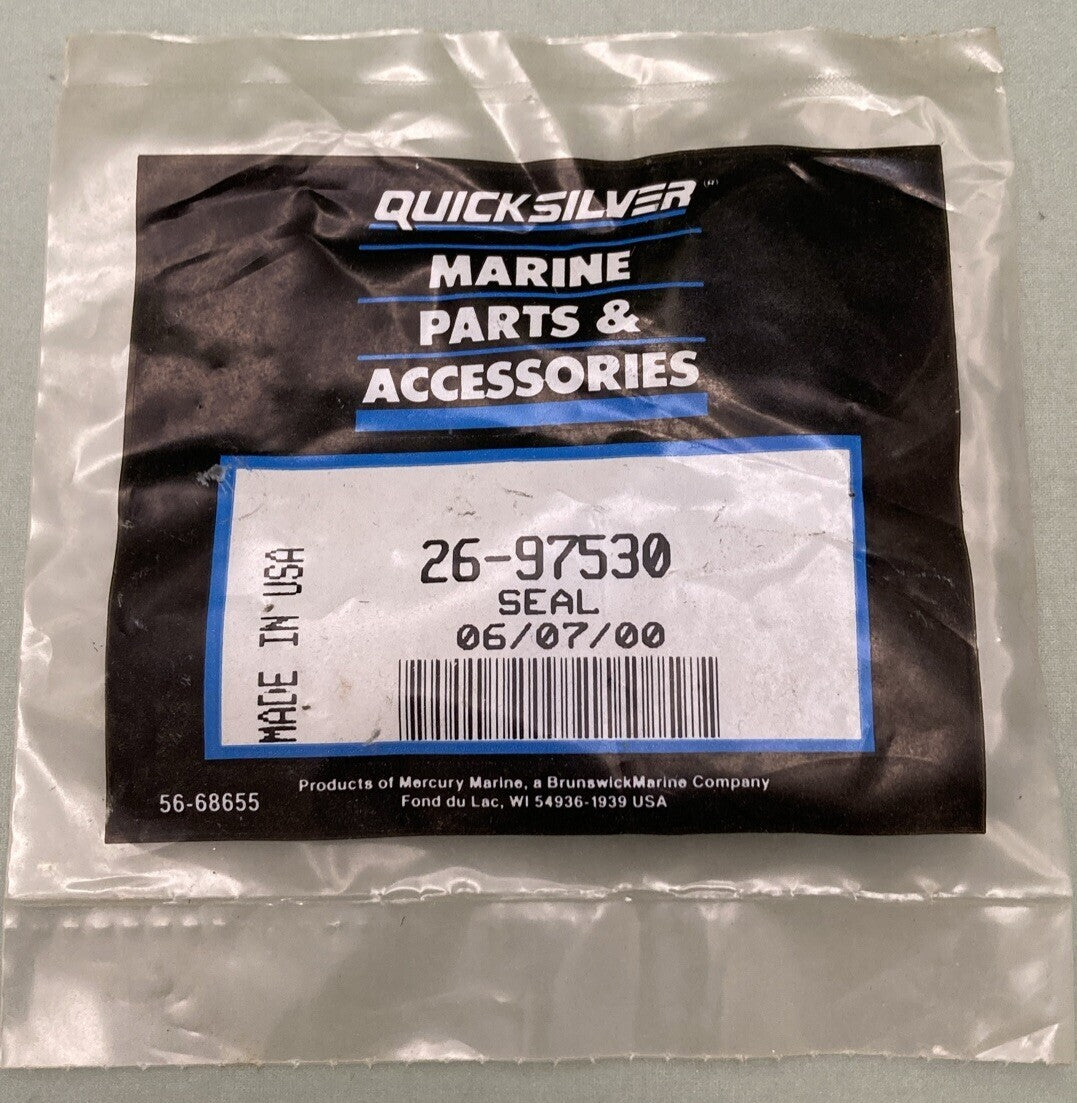 QUICKSILVER (R)
MARINE
PARTS &
ACCESSORIES
MADE IN USA
26-97530
SEAL
06/07/00
Products of Mercury Marine, a BrunswickMarine Company
56-68655
Fond du Lac, WI 54936-1939 USA